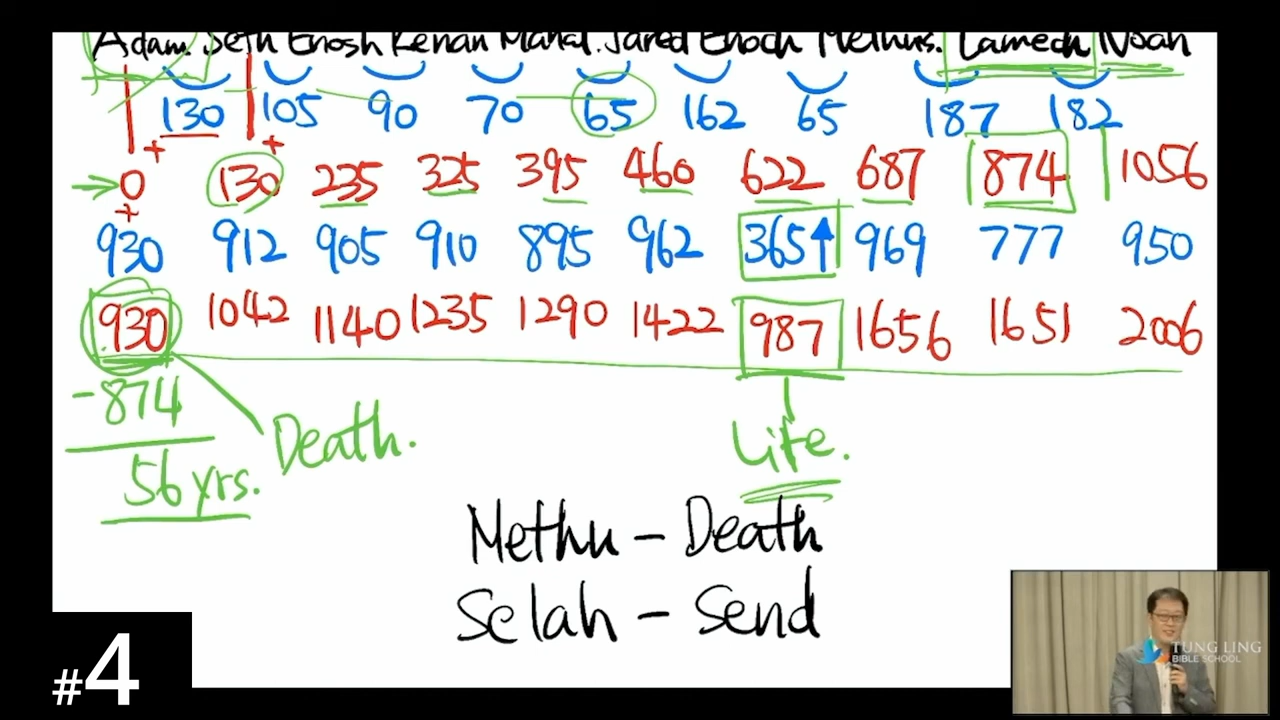 Adam Seth Enosh Kenan Mahal. Jared Enoch Methus. Lamech Noah
130 105 90 70 65 162 65 187 182
+ +
0 130 235 325 395 460 622 687 874 1056
+
930 912 905 910 895 962 365↑ 969 777 950
930 1042 1140 1235 1290 1422 987 1656 1651 2006
-874
56 yrs.
Death.
Life.
Methu – Death
Selah – Send
#4
TUNG LING
BIBLE SCHOOL